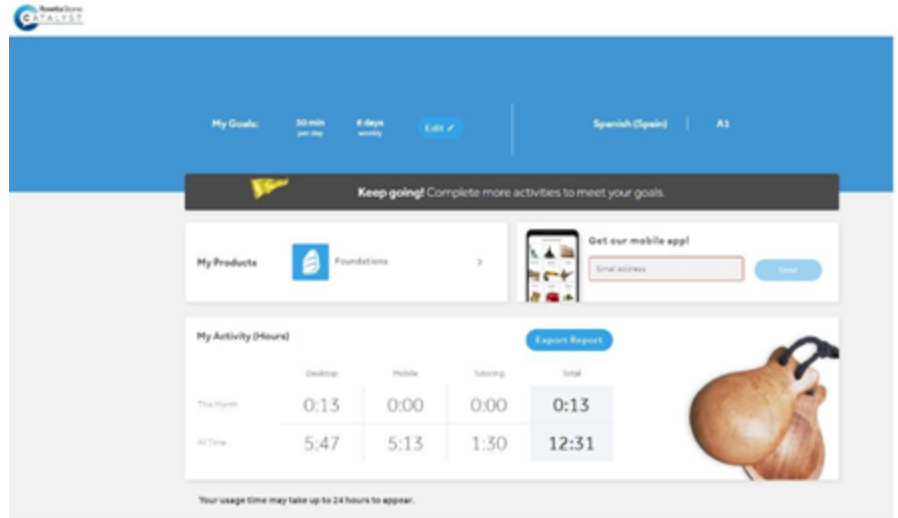 Rosetta Stone
CATALYST
My Goals:
30 min
per day
6 days
weekly
Edit
Spanish (Spain) | A1
Keep going! Complete more activities to meet your goals.
My Products
Foundations
Get our mobile app!
Email address
Send
My Activity (Hours)
Export Report
Desktop Mobile Tutoring Total
This Month 0:13 0:00 0:00 0:13
All Time 5:47 5:13 1:30 12:31
Your usage time may take up to 24 hours to appear.